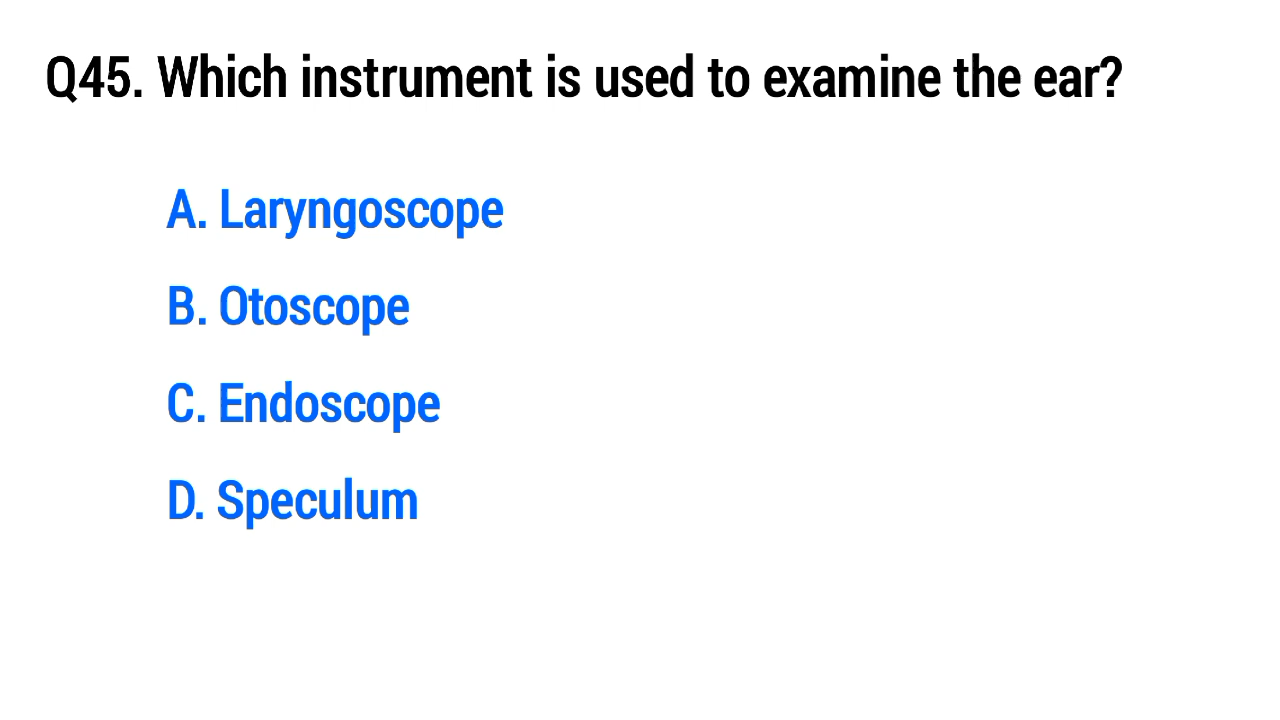 Q45. Which instrument is used to examine the ear?
A. Laryngoscope
B. Otoscope
C. Endoscope
D. Speculum